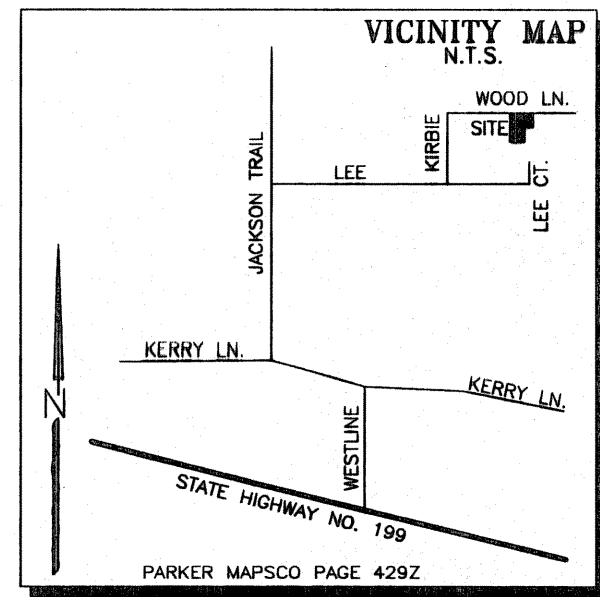 VICINITY MAP
N.T.S.
WOOD LN.
SITE
KIRBIE
LEE
LEE CT.
JACKSON TRAIL
KERRY LN.
KERRY LN.
N
WESTLINE
STATE HIGHWAY NO. 199
PARKER MAPSCO PAGE 429Z